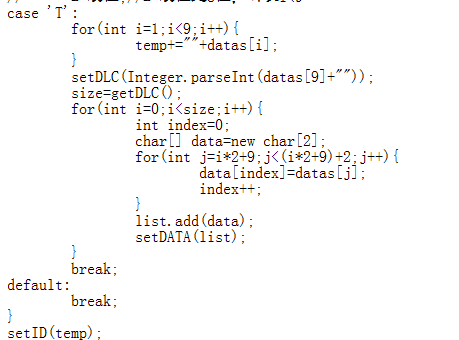 case 'T':
for(int i=1;i<9;i++){
temp+=""+datas[i];
}
setDLC(Integer.parseInt(datas[9]+""));
size=getDLC();
for(int i=0;i<size;i++){
int index=0;
char[] data=new char[2];
for(int j=i*2+9;j<(i*2+9)+2;j++){
data[index]=datas[j];
index++;
}
list.add(data);
setDATA(list);
}
break;
default:
break;
}
setID(temp);